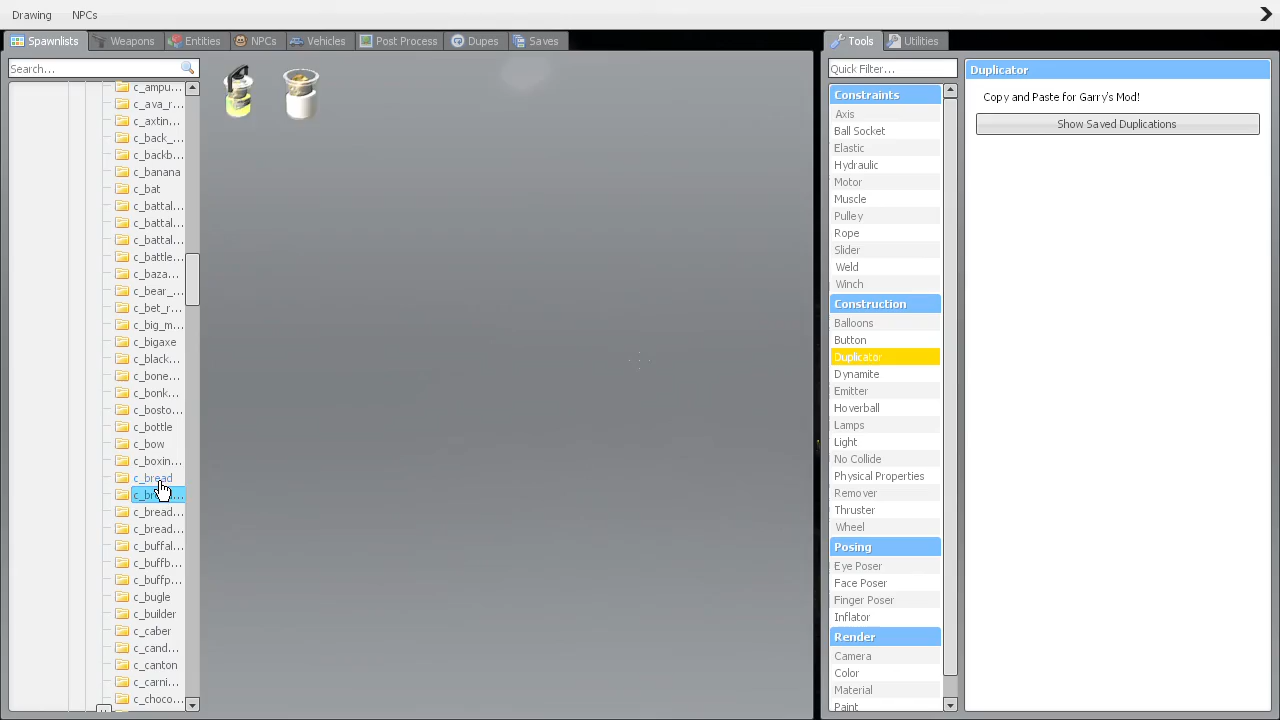 Drawing NPCs
Spawnlists Weapons Entities NPCs Vehicles Post Process Dupes Saves Tools Utilities
Search...
c_ampu...
c_ava_r...
c_axtin...
c_back_...
c_backb...
c_banana
c_bat
c_battal...
c_battal...
c_battal...
c_battle...
c_baza...
c_bear_...
c_bet_r...
c_big_m...
c_bigaxe
c_black...
c_bone...
c_bonk...
c_bosto...
c_bottle
c_bow
c_boxin...
c_bread
c_bread...
c_bread...
c_buffal...
c_buffb...
c_buffp...
c_bugle
c_builder
c_caber
c_cand...
c_canton
c_carni...
c_choco...
Quick Filter...
Constraints
Axis
Ball Socket
Elastic
Hydraulic
Motor
Muscle
Pulley
Rope
Slider
Weld
Winch
Construction
Balloons
Button
Duplicator
Dynamite
Emitter
Hoverball
Lamps
Light
No Collide
Physical Properties
Remover
Thruster
Wheel
Posing
Eye Poser
Face Poser
Finger Poser
Inflator
Render
Camera
Color
Material
Paint
Duplicator
Copy and Paste for Garry's Mod!
Show Saved Duplications